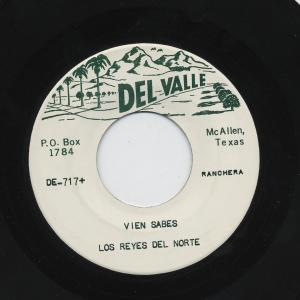 DEL VALLE
P.O. Box
1784
McAllen,
Texas
DE-717+
RANCHERA
VIEN SABES
LOS REYES DEL NORTE